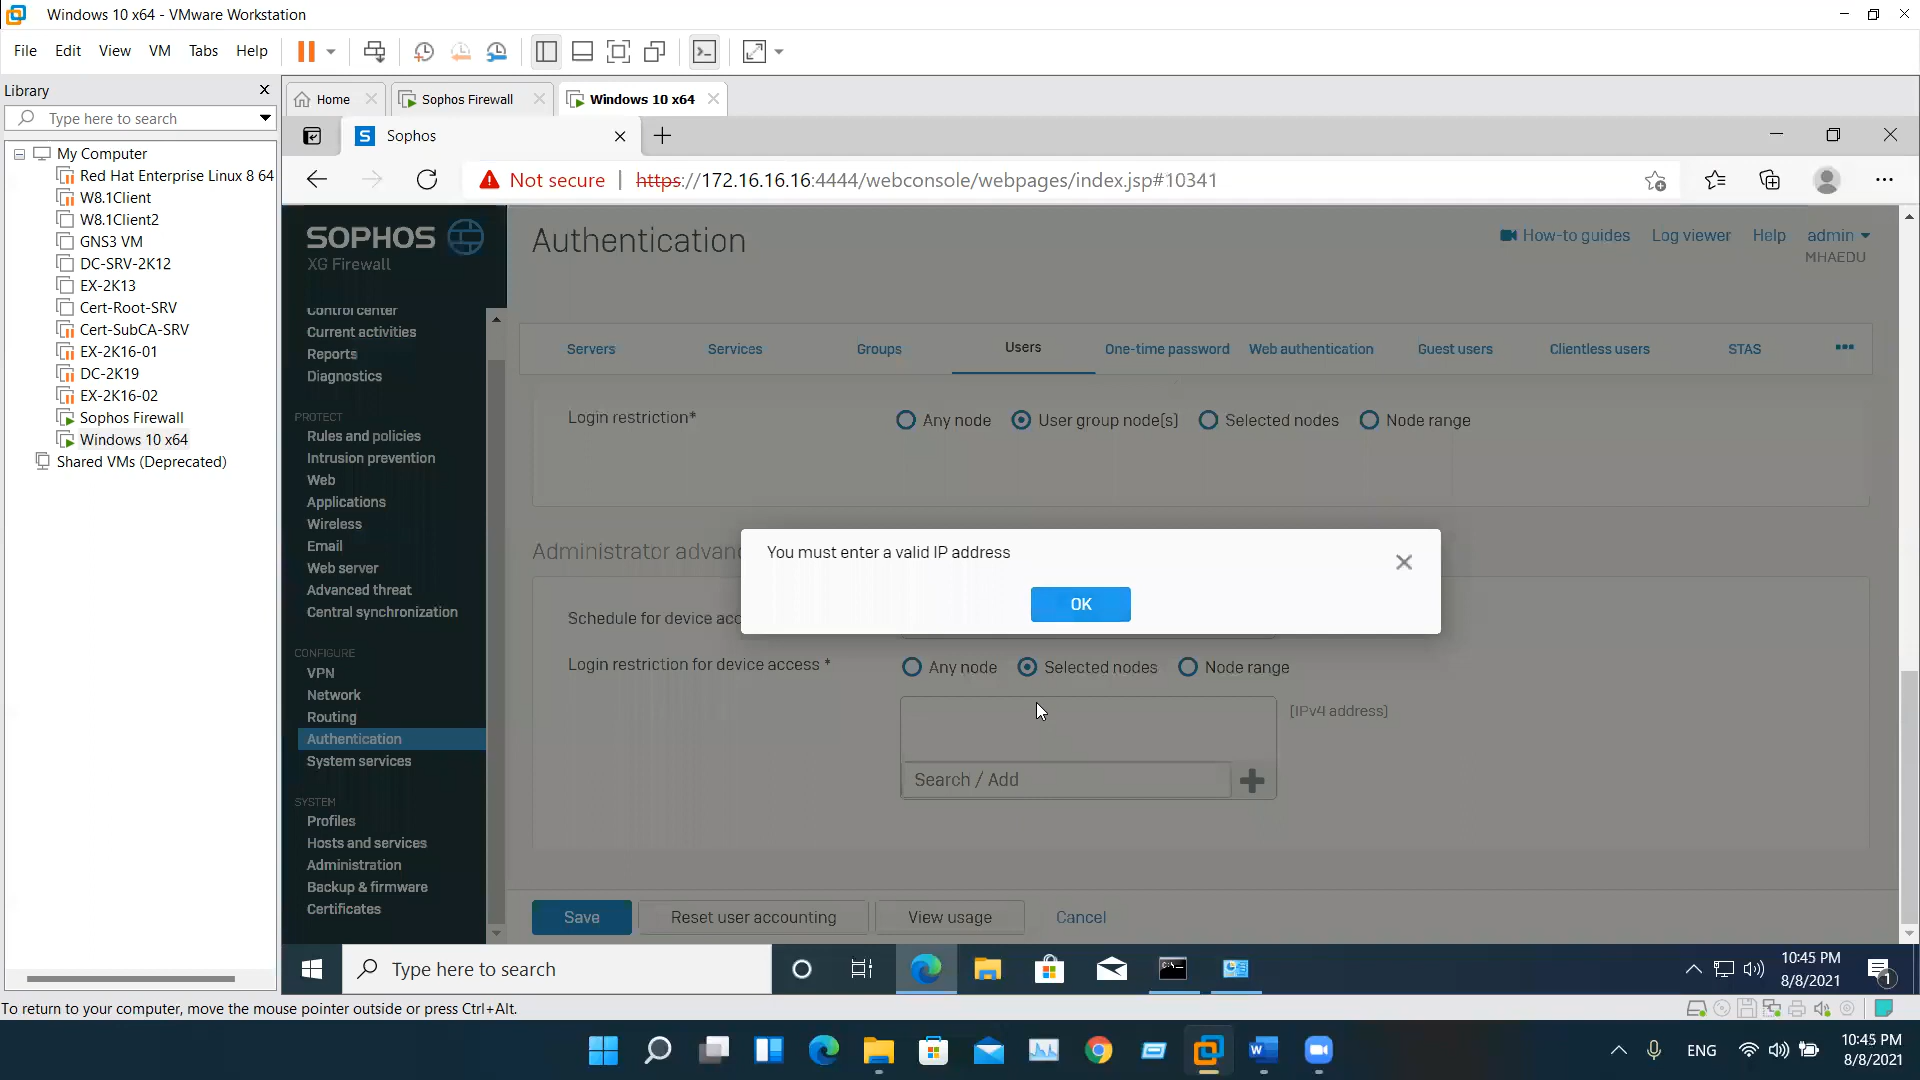 Windows 10 x64 - VMware Workstation
File Edit View VM Tabs Help
Library
Type here to search
My Computer
Red Hat Enterprise Linux 8 64
W8.1Client
W8.1Client2
GNS3 VM
DC-SRV-2K12
EX-2K13
Cert-Root-SRV
Cert-SubCA-SRV
EX-2K16-01
DC-2K19
EX-2K16-02
Sophos Firewall
Windows 10 x64
Shared VMs (Deprecated)
Home
Sophos Firewall
Windows 10 x64
Sophos
Not secure | https://172.16.16.16:4444/webconsole/webpages/index.jsp#10341
SOPHOS
XG Firewall
Control center
Current activities
Reports
Diagnostics
PROTECT
Rules and policies
Intrusion prevention
Web
Applications
Wireless
Email
Web server
Advanced threat
Central synchronization
CONFIGURE
VPN
Network
Routing
Authentication
System services
SYSTEM
Profiles
Hosts and services
Administration
Backup & firmware
Certificates
Authentication
How-to guides Log viewer Help admin
MHAEDU
Servers Services Groups Users One-time password Web authentication Guest users Clientless users STAS
Login restriction* Any node User group node(s) Selected nodes Node range
Administrator advan
You must enter a valid IP address
OK
Schedule for device acc
Login restriction for device access * Any node Selected nodes Node range
[IPv4 address]
Search / Add
Save Reset user accounting View usage Cancel
Type here to search
10:45 PM
8/8/2021
1
To return to your computer, move the mouse pointer outside or press Ctrl+Alt.
ENG
10:45 PM
8/8/2021